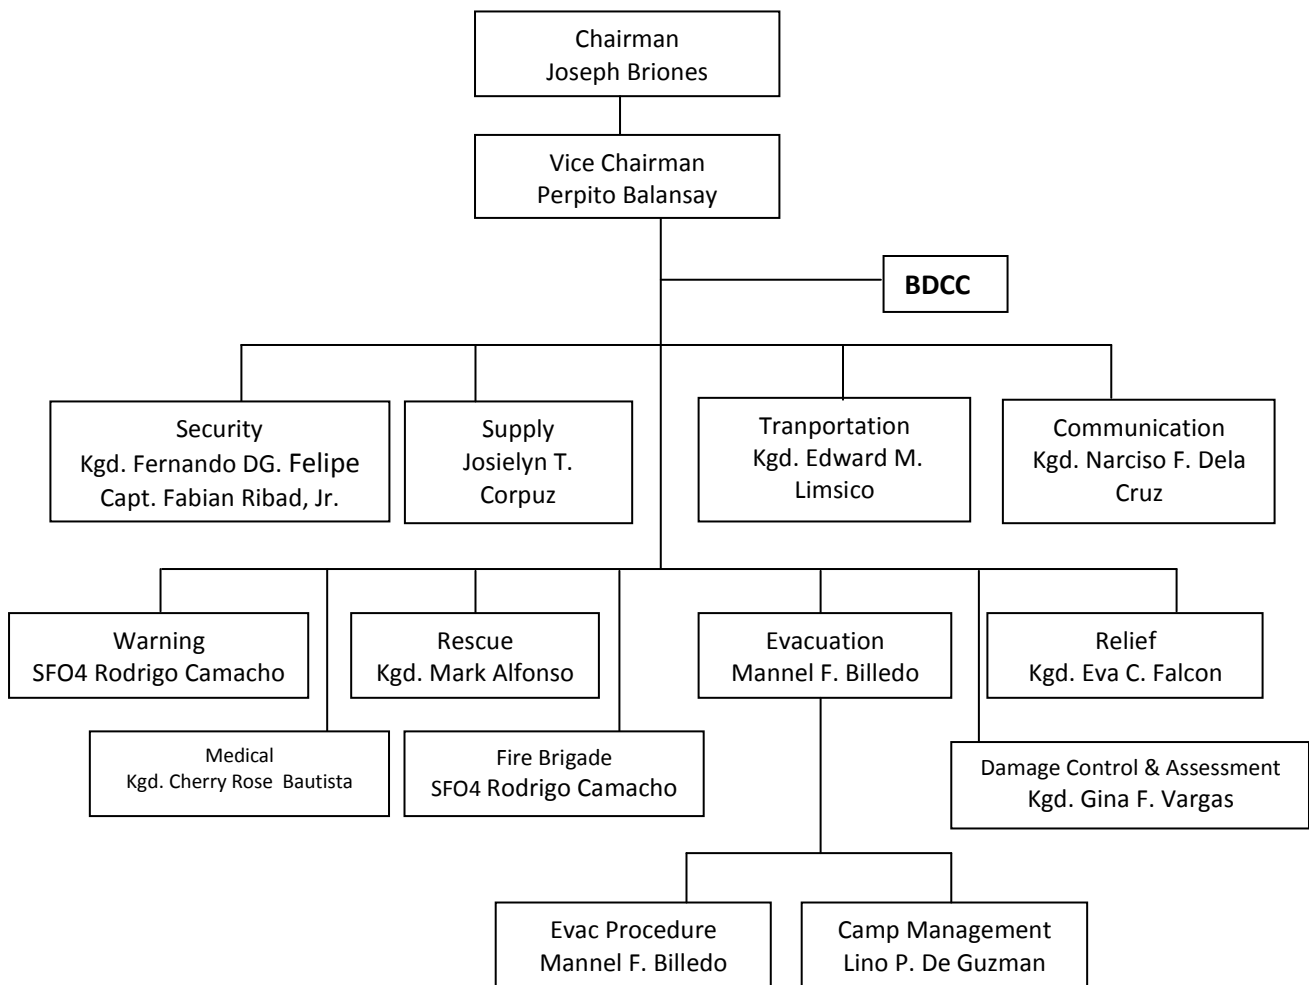 Chairman
Joseph Briones
Vice Chairman
Perpito Balansay
BDCC
Security
Kgd. Fernando DG. Felipe
Capt. Fabian Ribad, Jr.
Supply
Josielyn T.
Corpuz
Tranportation
Kgd. Edward M.
Limsico
Communication
Kgd. Narciso F. Dela
Cruz
Warning
SFO4 Rodrigo Camacho
Rescue
Kgd. Mark Alfonso
Evacuation
Mannel F. Billedo
Relief
Kgd. Eva C. Falcon
Medical
Kgd. Cherry Rose Bautista
Fire Brigade
SFO4 Rodrigo Camacho
Damage Control & Assessment
Kgd. Gina F. Vargas
Evac Procedure
Mannel F. Billedo
Camp Management
Lino P. De Guzman